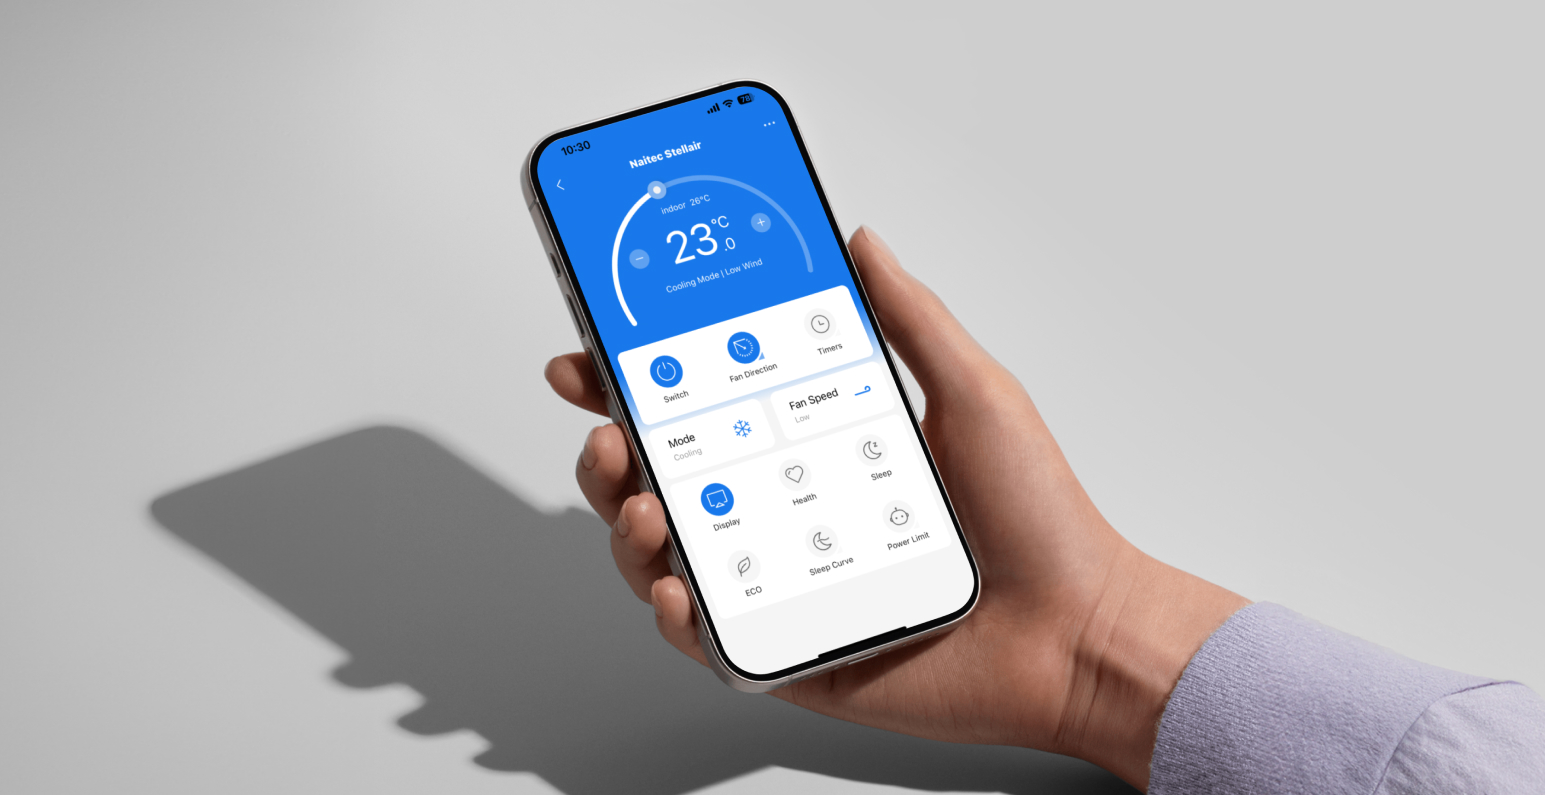 10:30
78
Naitec Stellair
indoor 26°C
23.0°C
Cooling Mode | Low Wind
Switch
Fan Direction
Timers
Mode
Cooling
Fan Speed
Low
Display
Health
Sleep
ECO
Sleep Curve
Power Limit